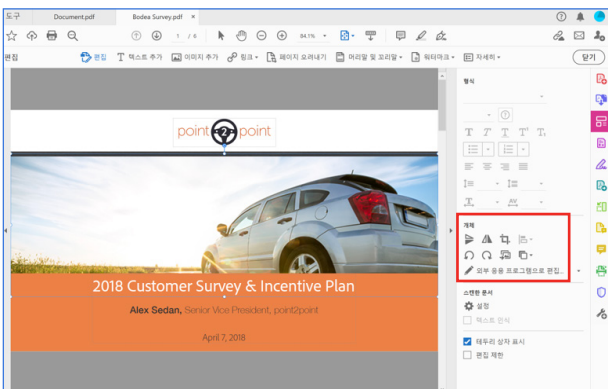 도구 Document.pdf Bodea Survey.pdf ×
1 / 6 84.1%
편집 편집 텍스트 추가 이미지 추가 링크 페이지 오려내기 머리말 및 꼬리말 워터마크 자세히 닫기
형식
point 2 point
개체
외부 응용 프로그램으로 편집...
2018 Customer Survey & Incentive Plan
스캔한 문서
설정
Alex Sedan, Senior Vice President, point2point
텍스트 인식
April 7, 2018
테두리 상자 표시
편집 제한